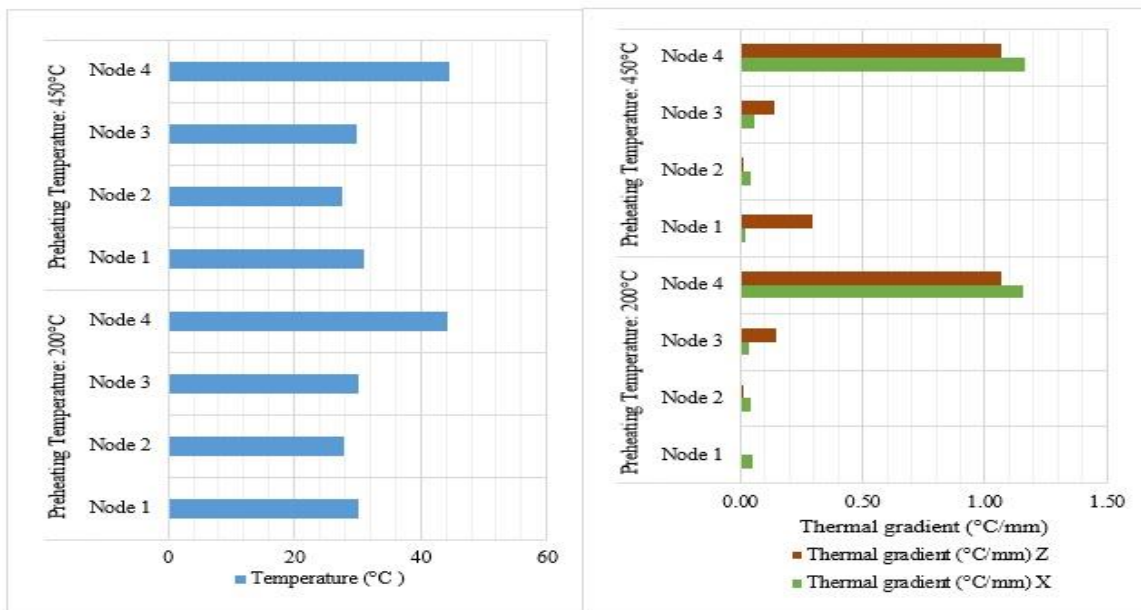 Preheating Temperature: 450°C
Node 4
Node 3
Node 2
Node 1
Preheating Temperature: 200°C
Node 4
Node 3
Node 2
Node 1
0 20 40 60
Temperature (°C )
Preheating Temperature: 450°C
Node 4
Node 3
Node 2
Node 1
Preheating Temperature: 200°C
Node 4
Node 3
Node 2
Node 1
0.00 0.50 1.00 1.50
Thermal gradient (°C/mm)
Thermal gradient (°C/mm) Z
Thermal gradient (°C/mm) X